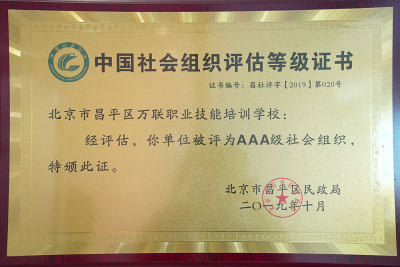 中国社会组织评估等级证书
证书编号：昌社评字【2019】第020号
北京市昌平区万联职业技能培训学校：
经评估，你单位被评为AAA级社会组织，
特颁此证。
北京市昌平区民政局
二〇一九年十月